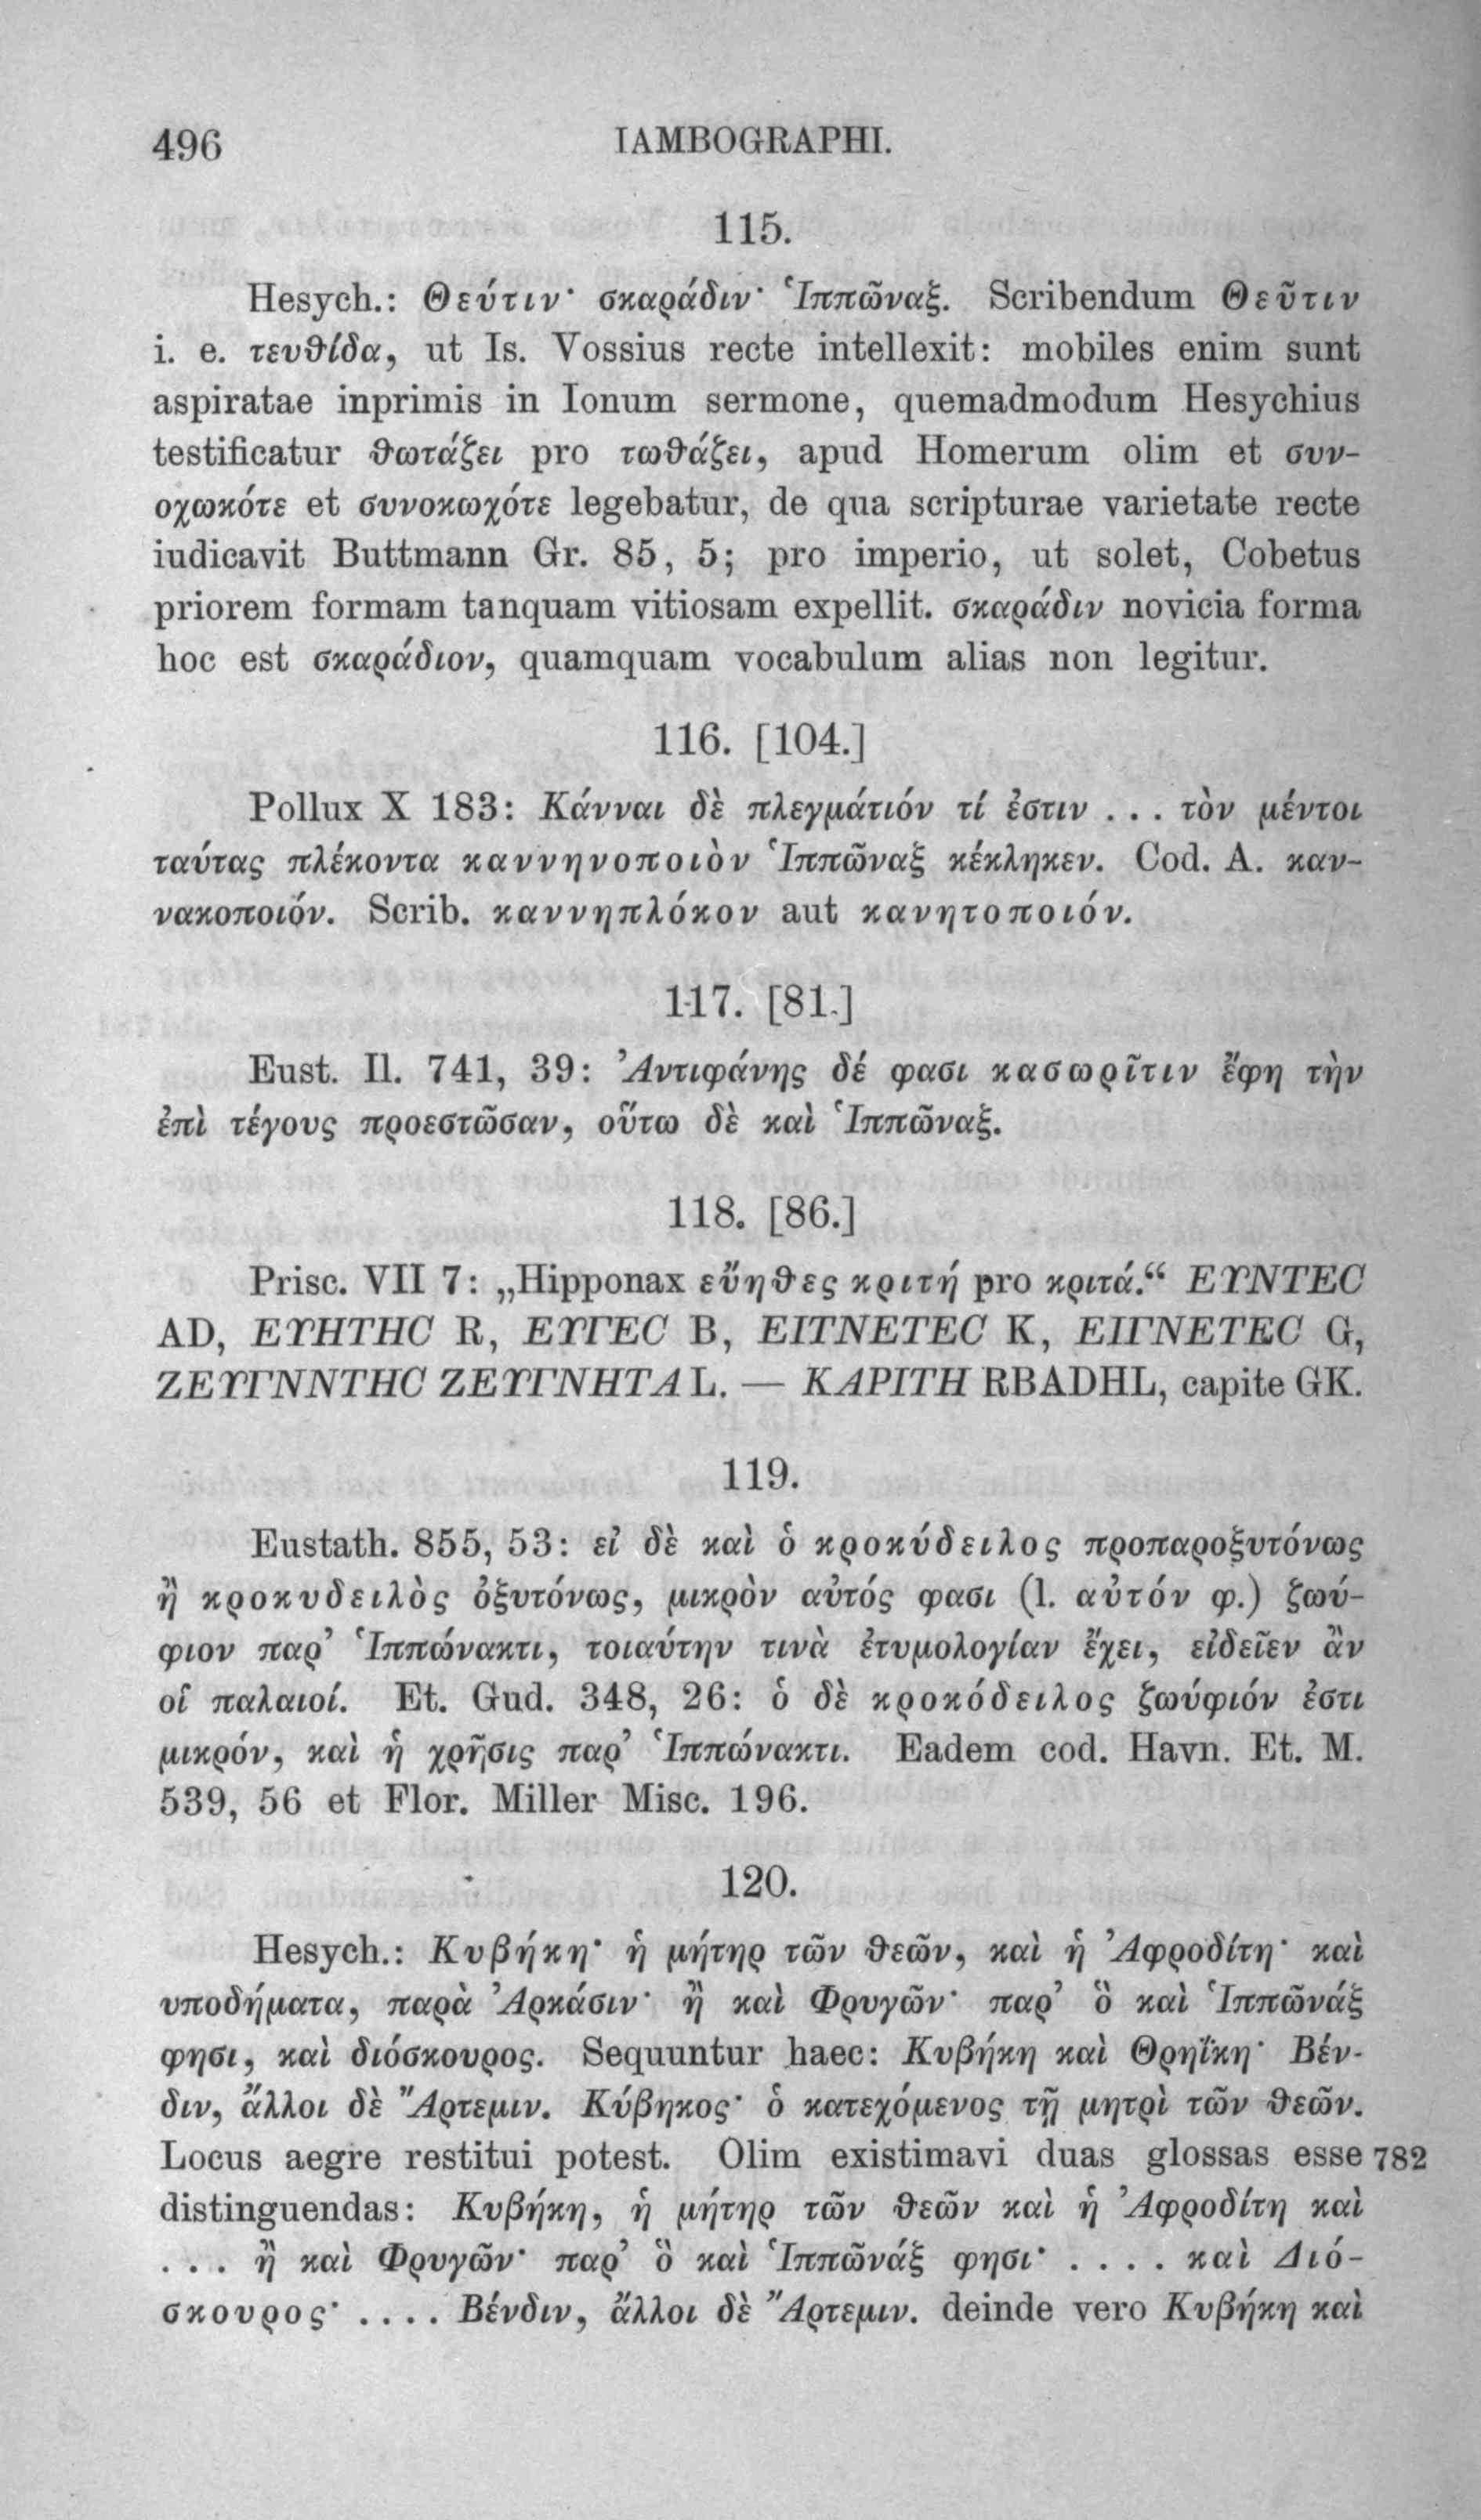 496 IAMBOGRAPHI.
115.
Hesych.: Θεύτιν· σκαράδιν· Ἱππῶναξ. Scribendum Θεῦτιν
i. e. τευθίδα, ut Is. Vossius recte intellexit: mobiles enim sunt
aspiratae inprimis in Ionum sermone, quemadmodum Hesychius
testificatur θωτάζει pro τωθάζει, apud Homerum olim et συν-
οχωκότε et συνοκωχότε legebatur, de qua scripturae varietate recte
iudicavit Buttmann Gr. 85, 5; pro imperio, ut solet, Cobetus
priorem formam tanquam vitiosam expellit. σκαράδιν novicia forma
hoc est σκαράδιον, quamquam vocabulum alias non legitur.
116. [104.]
Pollux X 183: Κάνναι δὲ πλεγμάτιόν τί ἐστιν ... τὸν μέντοι
ταύτας πλέκοντα καννηνοποιὸν Ἱππῶναξ κέκληκεν. Cod. A. καν-
νακοποιόν. Scrib. καννηπλόκον aut κανητοποιόν.
117. [81.]
Eust. Il. 741, 39: Ἀντιφάνης δέ φασι κασωρῖτιν ἔφη τὴν
ἐπὶ τέγους προεστῶσαν, οὕτω δὲ καὶ Ἱππῶναξ.
118. [86.]
Prisc. VII 7: „Hipponax εὔηθες κριτή pro κριτά.“ ΕΥΝΤΕC
AD, ΕΥΗΤΗC R, ΕΥΓΕC B, ΕΙΤΝΕΤΕC K, ΕΙΓΝΕΤΕC G,
ΖΕΥΓΝΝΤΗC ΖΕΥΓΝΗΤΑ L. — ΚΑΡΙΤΗ RBADHL, capite GK.
119.
Eustath. 855, 53: εἰ δὲ καὶ ὁ κροκύδειλος προπαροξυτόνως
ἢ κροκυδειλὸς ὀξυτόνως, μικρὸν αὐτός φασι (l. αὐτόν φ.) ζωύ-
φιον παρ’ Ἱππώνακτι, τοιαύτην τινὰ ἐτυμολογίαν ἔχει, εἰδεῖεν ἂν
οἱ παλαιοί. Et. Gud. 348, 26: ὁ δὲ κροκόδειλος ζωύφιόν ἐστι
μικρόν, καὶ ἡ χρῆσις παρ’ Ἱππώνακτι. Eadem cod. Havn. Et. M.
539, 56 et Flor. Miller Misc. 196.
120.
Hesych.: Κυβήκη· ἡ μήτηρ τῶν θεῶν, καὶ ἡ Ἀφροδίτη· καὶ
υποδήματα, παρὰ Ἀρκάσιν· ἢ καὶ Φρυγῶν· παρ’ ὃ καὶ Ἱππῶνάξ
φησι, καὶ διόσκουρος. Sequuntur haec: Κυβήκη καὶ Θρηΐκη· Βέν-
διν, ἄλλοι δὲ Ἄρτεμιν. Κύβηκος· ὁ κατεχόμενος τῇ μητρὶ τῶν θεῶν.
Locus aegre restitui potest. Olim existimavi duas glossas esse 782
distinguendas: Κυβήκη, ἡ μήτηρ τῶν θεῶν καὶ ἡ Ἀφροδίτη καὶ
... ἢ καὶ Φρυγῶν· παρ’ ὃ καὶ Ἱππῶνάξ φησι· .... καὶ Διό-
σκουρος· .... Βένδιν, ἄλλοι δὲ Ἄρτεμιν. deinde vero Κυβήκη καὶ